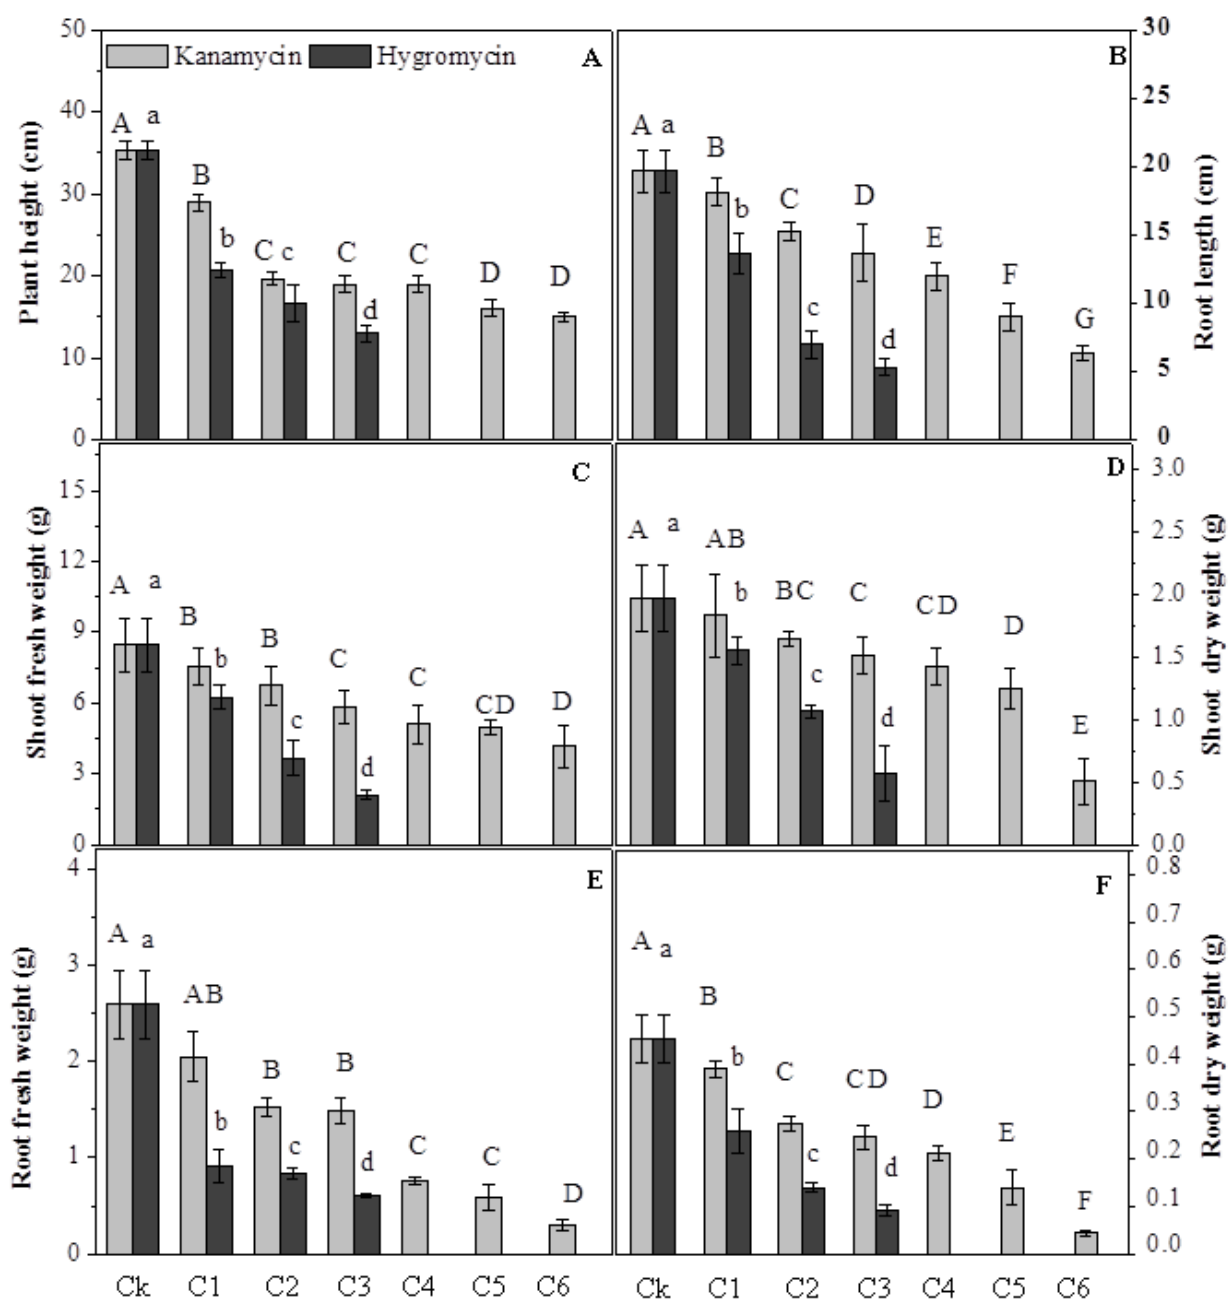 50
40
30
20
10
0
Plant height (cm)
Kanamycin Hygromycin A
A a
B
b
C c
C
d
C
D
D
30
25
20
15
10
5
0
Root length (cm)
B
A a
B
b
C
c
D
d
E
F
G
15
12
9
6
3
0
Shoot fresh weight (g)
C
A a
B
b
B
c
C
d
C
CD
D
3.0
2.5
2.0
1.5
1.0
0.5
0.0
Shoot dry weight (g)
D
A a
AB
b
BC
c
C
d
CD
D
E
4
3
2
1
0
Root fresh weight (g)
E
A a
AB
b
B
c
B
d
C
C
D
0.8
0.7
0.6
0.5
0.4
0.3
0.2
0.1
0.0
Root dry weight (g)
F
A a
B
b
C
c
CD
d
D
E
F
Ck C1 C2 C3 C4 C5 C6
Ck C1 C2 C3 C4 C5 C6